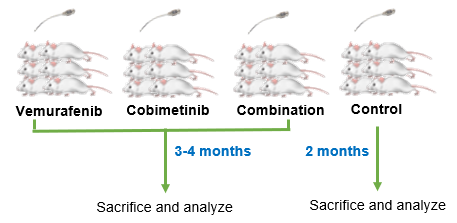 Vemurafenib Cobimetinib Combination Control
3-4 months 2 months
Sacrifice and analyze Sacrifice and analyze